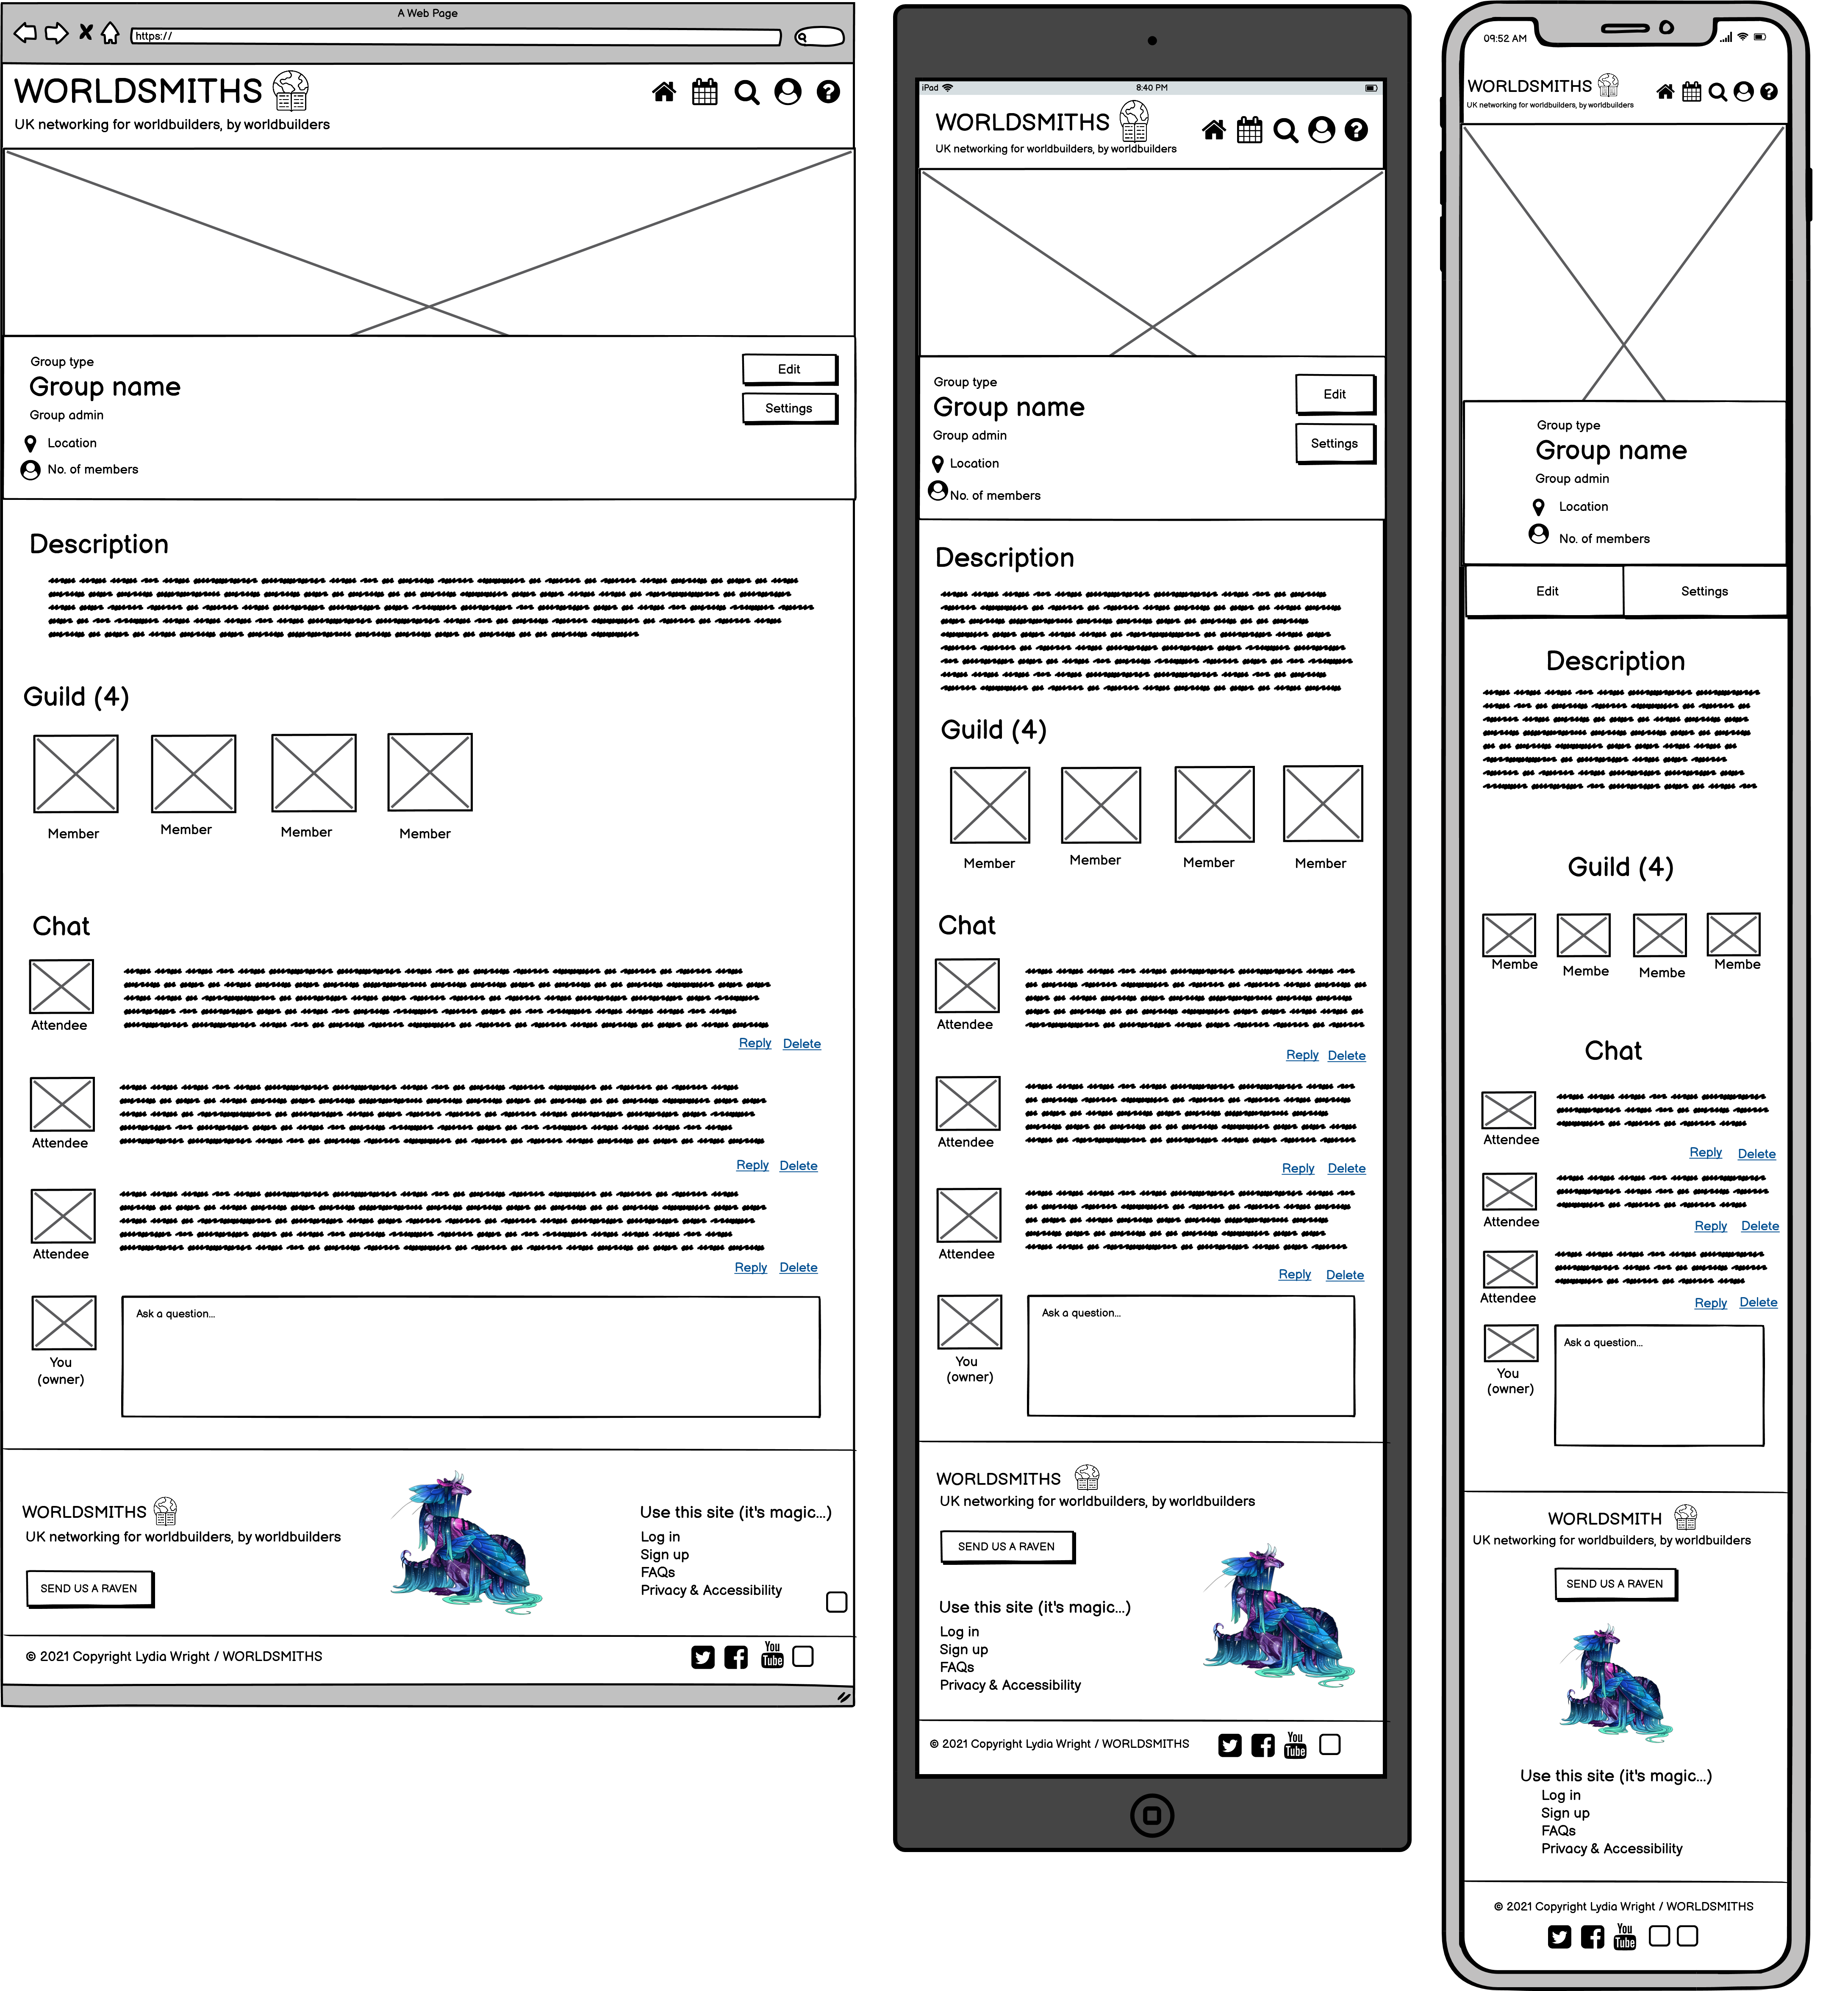 A Web Page
https://
WORLDSMITHS
UK networking for worldbuilders, by worldbuilders
Group type
Group name
Group admin
Location
No. of members
Edit
Settings
Description
Guild (4)
Member Member Member Member
Chat
Attendee
Reply Delete
Attendee
Reply Delete
Attendee
Reply Delete
You
(owner)
Ask a question...
WORLDSMITHS
UK networking for worldbuilders, by worldbuilders
SEND US A RAVEN
Use this site (it's magic...)
Log in
Sign up
FAQs
Privacy & Accessibility
© 2021 Copyright Lydia Wright / WORLDSMITHS
You
Tube
iPad
8:40 PM
WORLDSMITHS
UK networking for worldbuilders, by worldbuilders
Group type
Group name
Group admin
Location
No. of members
Edit
Settings
Description
Guild (4)
Member Member Member Member
Chat
Attendee
Reply Delete
Attendee
Reply Delete
Attendee
Reply Delete
You
(owner)
Ask a question...
WORLDSMITHS
UK networking for worldbuilders, by worldbuilders
SEND US A RAVEN
Use this site (it's magic...)
Log in
Sign up
FAQs
Privacy & Accessibility
© 2021 Copyright Lydia Wright / WORLDSMITHS
You
Tube
09:52 AM
WORLDSMITHS
UK networking for worldbuilders, by worldbuilders
Group type
Group name
Group admin
Location
No. of members
Edit Settings
Description
Guild (4)
Membe Membe Membe Membe
Chat
Attendee
Reply Delete
Attendee
Reply Delete
Attendee
Reply Delete
You
(owner)
Ask a question...
WORLDSMITH
UK networking for worldbuilders, by worldbuilders
SEND US A RAVEN
Use this site (it's magic...)
Log in
Sign up
FAQs
Privacy & Accessibility
© 2021 Copyright Lydia Wright / WORLDSMITHS
You
Tube